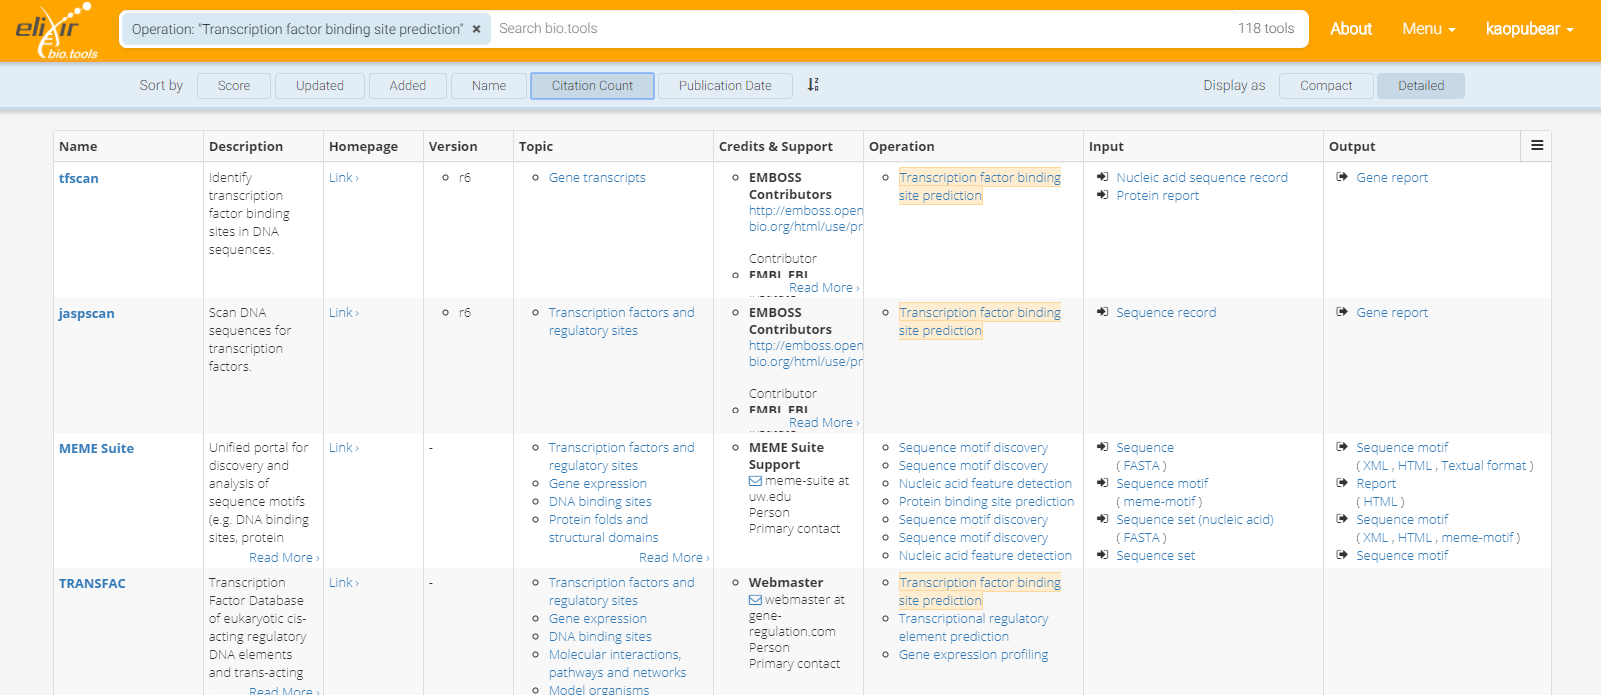 elixir
bio.tools
Operation: "Transcription factor binding site prediction" ×
Search bio.tools
118 tools
About
Menu
kaopubear
Sort by
Score
Updated
Added
Name
Citation Count
Publication Date
Display as
Compact
Detailed
Name
Description
Homepage
Version
Topic
Credits & Support
Operation
Input
Output
tfscan
Identify
transcription
factor binding
sites in DNA
sequences.
Link ›
r6
Gene transcripts
EMBOSS
Contributors
http://emboss.open
bio.org/html/use/pr
Contributor
EMBL EBI
Read More ›
Transcription factor binding
site prediction
Nucleic acid sequence record
Protein report
Gene report
jaspscan
Scan DNA
sequences for
transcription
factors.
Link ›
r6
Transcription factors and
regulatory sites
EMBOSS
Contributors
http://emboss.open
bio.org/html/use/pr
Contributor
EMBL EBI
Read More ›
Transcription factor binding
site prediction
Sequence record
Gene report
MEME Suite
Unified portal for
discovery and
analysis of
sequence motifs
(e.g. DNA binding
sites, protein
Read More ›
Link ›
-
Transcription factors and
regulatory sites
Gene expression
DNA binding sites
Protein folds and
structural domains
Read More ›
MEME Suite
Support
meme-suite at
uw.edu
Person
Primary contact
Sequence motif discovery
Sequence motif discovery
Nucleic acid feature detection
Protein binding site prediction
Sequence motif discovery
Sequence motif discovery
Nucleic acid feature detection
Sequence
( FASTA )
Sequence motif
( meme-motif )
Sequence set (nucleic acid)
( FASTA )
Sequence set
Sequence motif
( XML , HTML , Textual format )
Report
( HTML )
Sequence motif
( XML , HTML , meme-motif )
Sequence motif
TRANSFAC
Transcription
Factor Database
of eukaryotic cis-
acting regulatory
DNA elements
and trans-acting
Read More ›
Link ›
-
Transcription factors and
regulatory sites
Gene expression
DNA binding sites
Molecular interactions,
pathways and networks
Model organisms
Webmaster
webmaster at
gene-
regulation.com
Person
Primary contact
Transcription factor binding
site prediction
Transcriptional regulatory
element prediction
Gene expression profiling